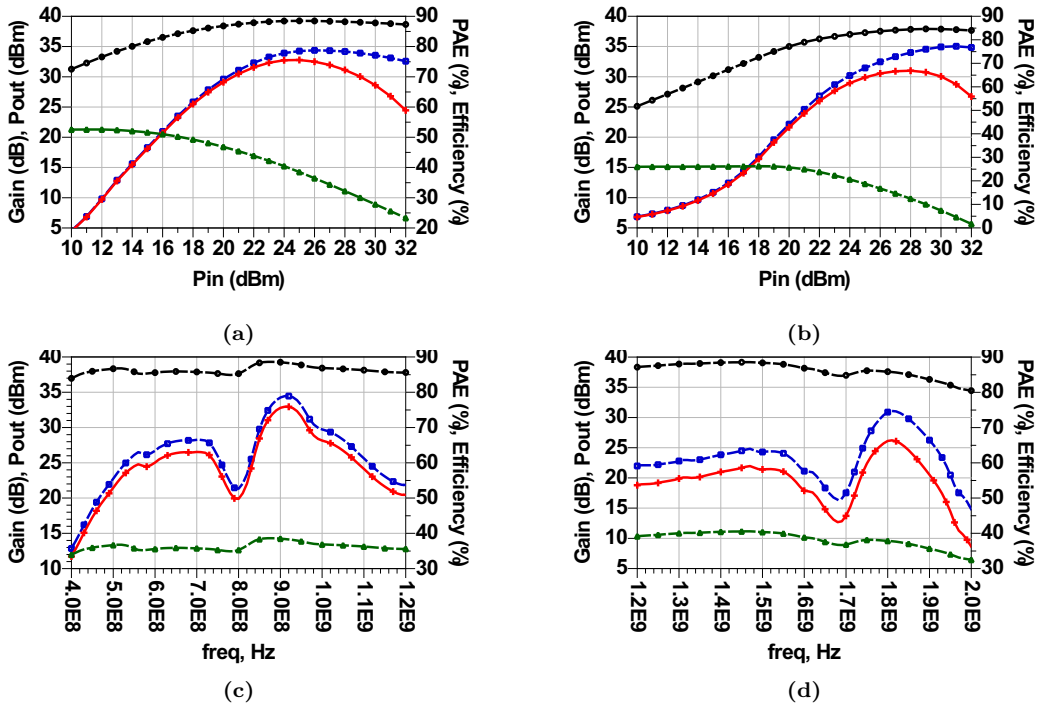 40 35 30 25 20 15 10 5
Gain (dB), Pout (dBm)
90 80 70 60 50 40 30 20
PAE (%), Efficiency (%)
10 12 14 16 18 20 22 24 26 28 30 32
Pin (dBm)
(a)
40 35 30 25 20 15 10 5
Gain (dB), Pout (dBm)
90 80 70 60 50 40 30 20 10 0
PAE (%), Efficiency (%)
10 12 14 16 18 20 22 24 26 28 30 32
Pin (dBm)
(b)
40 35 30 25 20 15 10
Gain (dB), Pout (dBm)
90 80 70 60 50 40 30
PAE (%), Efficiency (%)
4.0E8 5.0E8 6.0E8 7.0E8 8.0E8 9.0E8 1.0E9 1.1E9 1.2E9
freq, Hz
(c)
40 35 30 25 20 15 10 5
Gain (dB), Pout (dBm)
90 80 70 60 50 40 30
PAE (%), Efficiency (%)
1.2E9 1.3E9 1.4E9 1.5E9 1.6E9 1.7E9 1.8E9 1.9E9 2.0E9
freq, Hz
(d)